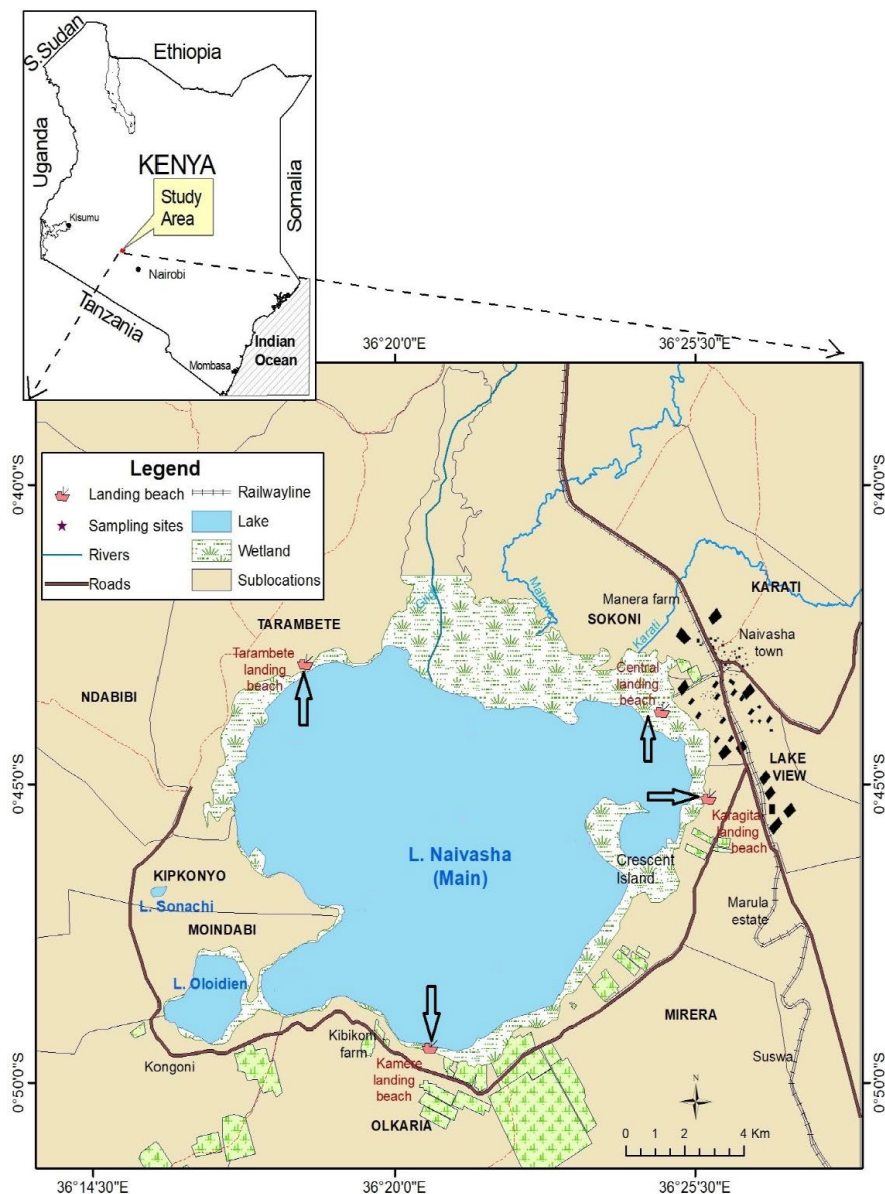 S.Sudan
Ethiopia
Uganda
KENYA
Somalia
Study
Area
Kisumu
Nairobi
Tanzania
Indian
Ocean
Mombasa
36°20'0"E
36°25'30"E
0°40'0"S
0°40'0"S
Legend
Landing beach
Railwayline
Sampling sites
Lake
Rivers
Wetland
Roads
Sublocations
Gilgil
Malewa
Karati
KARATI
Manera farm
SOKONI
Naivasha
town
TARAMBETE
Tarambete
landing
beach
Central
landing
beach
NDABIBI
0°45'0"S
0°45'0"S
LAKE
VIEW
Karagita
landing
beach
L. Naivasha
(Main)
Crescent
Island
KIPKONYO
L. Sonachi
MOINDABI
Marula
estate
L. Oloidien
MIRERA
Kibikom
farm
Kongoni
Kamere
landing
beach
Suswa
OLKARIA
N
0°50'0"S
0°50'0"S
0 1 2 4 Km
36°14'30"E
36°20'0"E
36°25'30"E